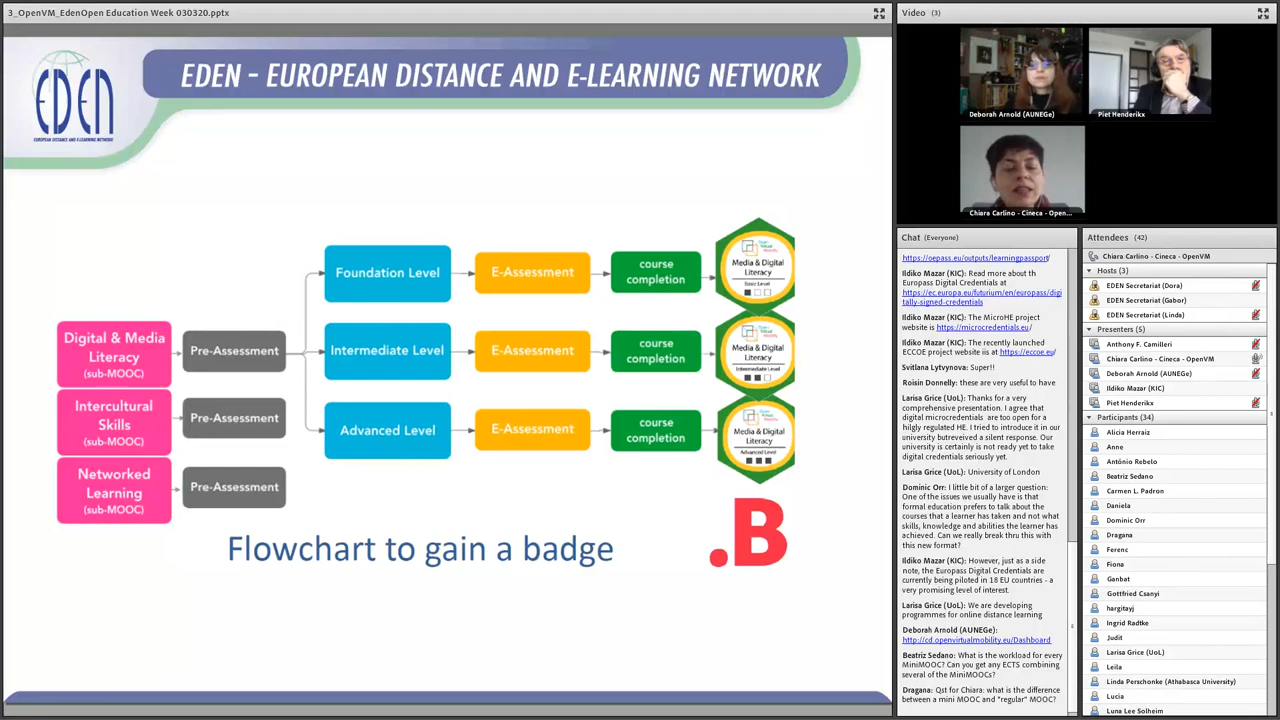 3_OpenVM_EdenOpen Education Week 030320.pptx
EDEN
EUROPEAN DISTANCE AND E-LEARNING NETWORK
EDEN - EUROPEAN DISTANCE AND E-LEARNING NETWORK
Digital & Media
Literacy
(sub-MOOC)
Intercultural
Skills
(sub-MOOC)
Networked
Learning
(sub-MOOC)
Pre-Assessment
Pre-Assessment
Pre-Assessment
Foundation Level
E-Assessment
course
completion
Media & Digital
Literacy
Basic Level
Intermediate Level
E-Assessment
course
completion
Media & Digital
Literacy
Intermediate Level
Advanced Level
E-Assessment
course
completion
Media & Digital
Literacy
Advanced Level
Flowchart to gain a badge
.B
Video (3)
Deborah Arnold (AUNEGe)
Piet Henderikx
Chiara Carlino - Cineca - Open...
Chat (Everyone)
https://oepass.eu/outputs/learningpassport/
Ildiko Mazar (KIC): Read more about th
Europass Digital Credentials at
https://ec.europa.eu/futurium/en/europass/digi
tally-signed-credentials
Ildiko Mazar (KIC): The MicroHE project
website is https://microcredentials.eu/
Ildiko Mazar (KIC): The recently launched
ECCOE project website iis at https://eccoe.eu/
Svitlana Lytvynova: Super!!
Roisin Donnelly: these are very useful to have
Larisa Grice (UoL): Thanks for a very
comprehensive presentation. I agree that
digital microcredentials are too open for a
hilgly regulated HE. I tried to introduce it in our
university butreveived a silent response. Our
university is certainly is not ready yet to take
digital credentials seriously yet.
Larisa Grice (UoL): University of London
Dominic Orr: I little bit of a larger question:
One of the issues we usually have is that
formal education prefers to talk about the
courses that a learner has taken and not what
skills, knowledge and abilities the learner has
achieved. Can we really break thru this with
this new format?
Ildiko Mazar (KIC): However, just as a side
note, the Europass Digital Credentials are
currently being piloted in 18 EU countries - a
very promising level of interest.
Larisa Grice (UoL): We are developing
programmes for online distance learning
Deborah Arnold (AUNEGe):
http://cd.openvirtualmobility.eu/Dashboard
Beatriz Sedano: What is the workload for every
MiniMOOC? Can you get any ECTS combining
several of the MiniMOOCs?
Dragana: Qst for Chiara: what is the difference
between a mini MOOC and "regular" MOOC?
Attendees (42)
Chiara Carlino - Cineca - OpenVM
Hosts (3)
EDEN Secretariat (Dora)
EDEN Secretariat (Gabor)
EDEN Secretariat (Linda)
Presenters (5)
Anthony F. Camilleri
Chiara Carlino - Cineca - OpenVM
Deborah Arnold (AUNEGe)
Ildiko Mazar (KIC)
Piet Henderikx
Participants (34)
Alicia Herraiz
Anne
António Rebelo
Beatriz Sedano
Carmen L. Padron
Daniela
Dominic Orr
Dragana
Ferenc
Fiona
Ganbat
Gottfried Csanyi
hargitayj
Ingrid Radtke
Judit
Larisa Grice (UoL)
Leila
Linda Perschonke (Athabasca University)
Lucia
Luna Lee Solheim